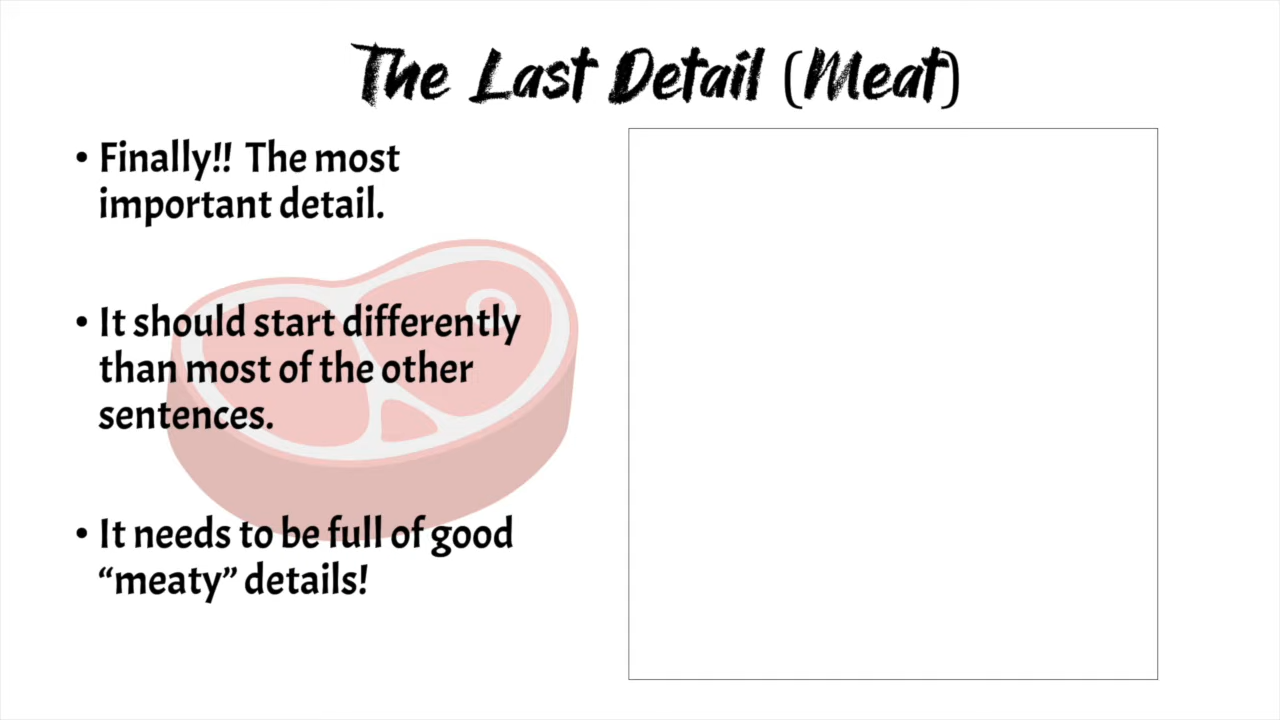 The Last Detail (Meat)
• Finally!!  The most
important detail.
• It should start differently
than most of the other
sentences.
• It needs to be full of good
“meaty” details!